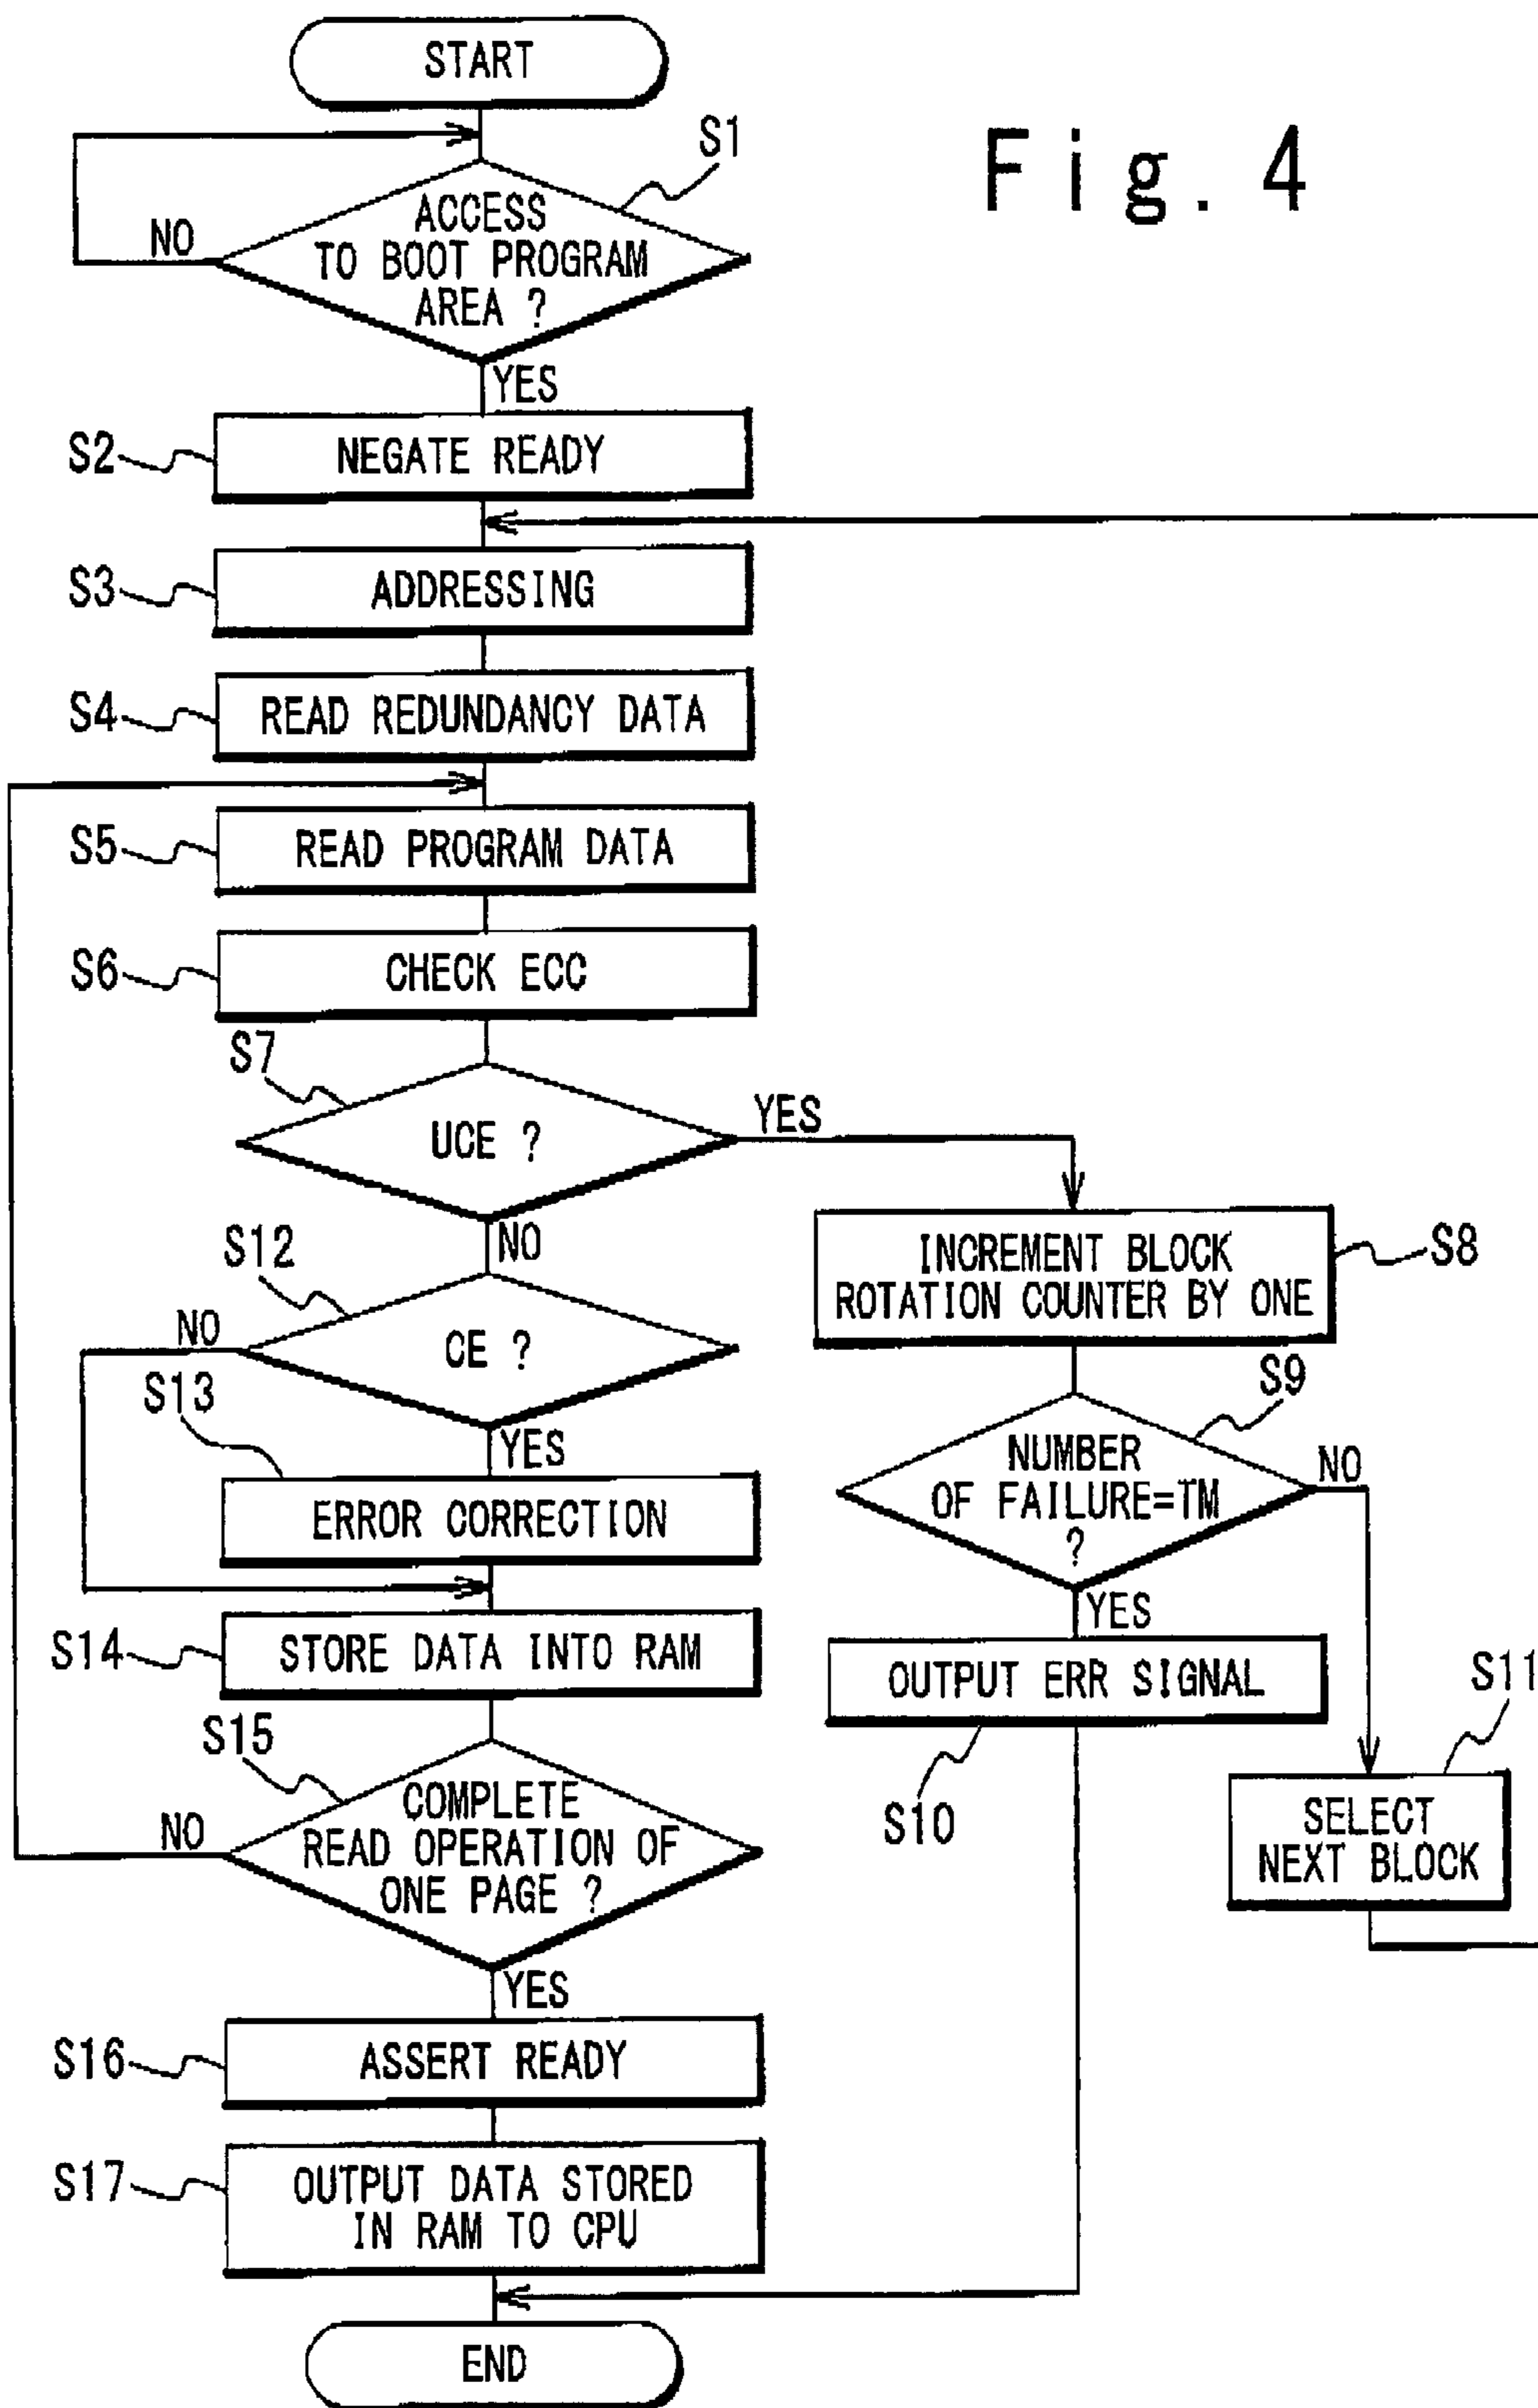 START
Fig. 4
S1
ACCESS
TO BOOT PROGRAM
AREA ?
NO
YES
S2
NEGATE READY
S3
ADDRESSING
S4
READ REDUNDANCY DATA
S5
READ PROGRAM DATA
S6
CHECK ECC
S7
UCE ?
YES
NO
S8
INCREMENT BLOCK
ROTATION COUNTER BY ONE
S12
CE ?
NO
YES
S9
NUMBER
OF FAILURE=TM
?
NO
YES
S13
ERROR CORRECTION
S14
STORE DATA INTO RAM
OUTPUT ERR SIGNAL
S10
S11
SELECT
NEXT BLOCK
S15
COMPLETE
READ OPERATION OF
ONE PAGE ?
NO
YES
S16
ASSERT READY
S17
OUTPUT DATA STORED
IN RAM TO CPU
END